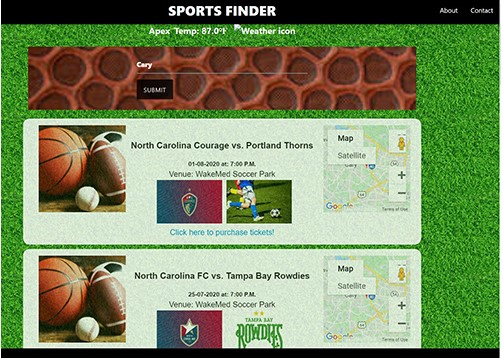 SPORTS FINDER
About Contact
Apex Temp: 87.0°F Weather icon
Cary
SUBMIT
North Carolina Courage vs. Portland Thorns
01-08-2020 at: 7:00 P.M.
Venue: WakeMed Soccer Park
Click here to purchase tickets!
Map
Satellite
Google
Terms of Use
North Carolina FC vs. Tampa Bay Rowdies
25-07-2020 at: 7:00 P.M.
Venue: WakeMed Soccer Park
TAMPA BAY
ROWDIES
Map
Satellite
Google
Terms of Use